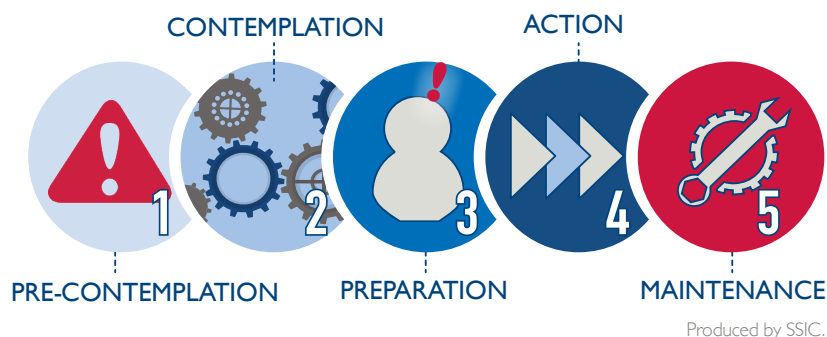 CONTEMPLATION
ACTION
1
2
3
4
5
PRE-CONTEMPLATION
PREPARATION
MAINTENANCE
Produced by SSIC.